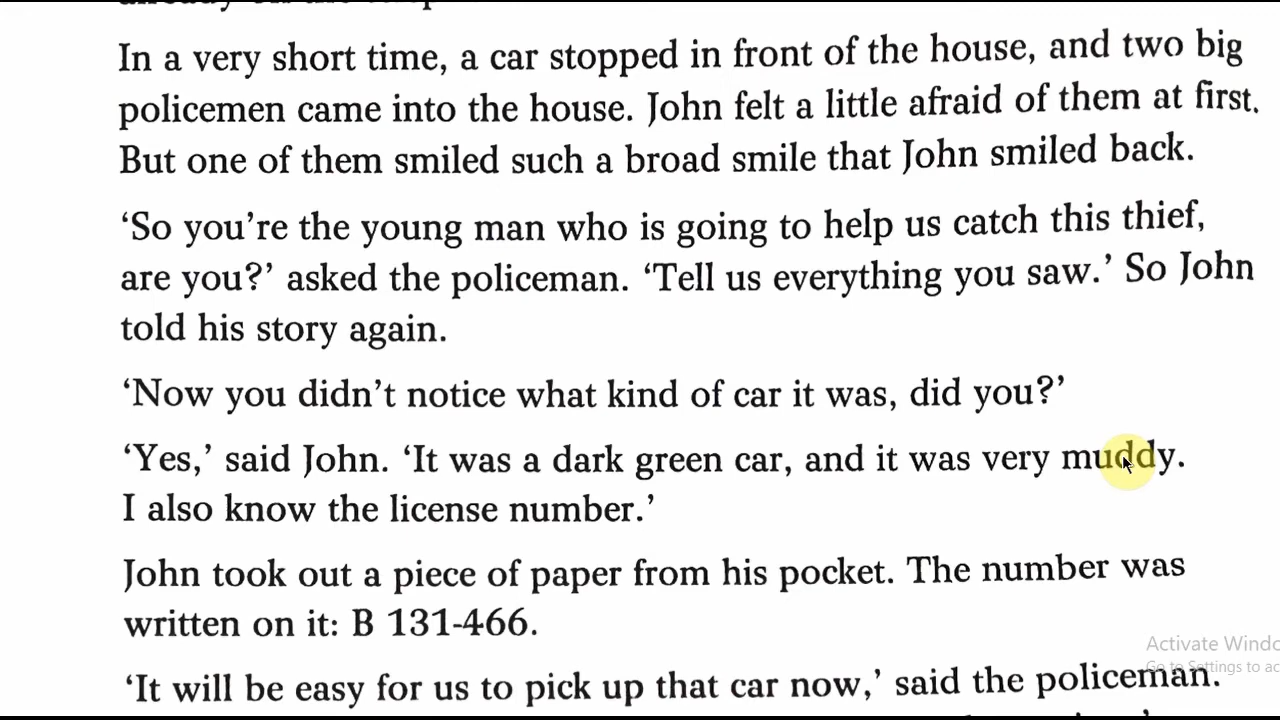 In a very short time, a car stopped in front of the house, and two big
policemen came into the house. John felt a little afraid of them at first.
But one of them smiled such a broad smile that John smiled back.
‘So you’re the young man who is going to help us catch this thief,
are you?’ asked the policeman. ‘Tell us everything you saw.’ So John
told his story again.
‘Now you didn’t notice what kind of car it was, did you?’
‘Yes,’ said John. ‘It was a dark green car, and it was very muddy.
I also know the license number.’
John took out a piece of paper from his pocket. The number was
written on it: B 131-466.
Activate Windo
Go to Settings to ac
‘It will be easy for us to pick up that car now,’ said the policeman.